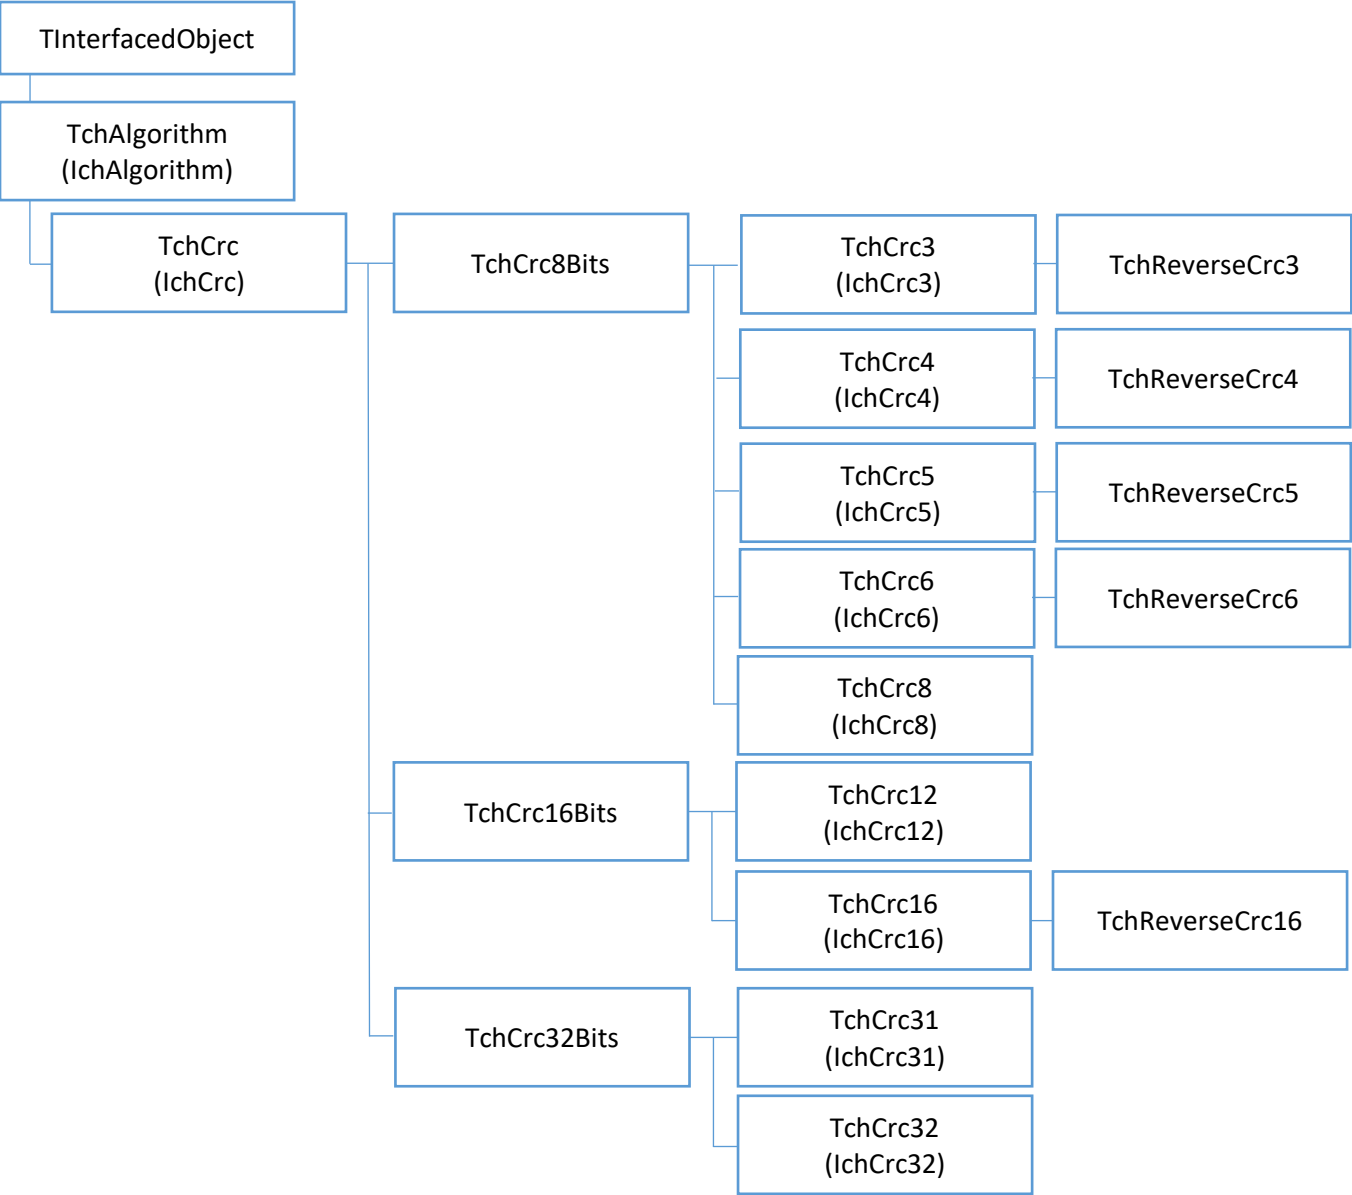 TInterfacedObject
TchAlgorithm
(IchAlgorithm)
TchCrc
(IchCrc)
TchCrc8Bits
TchCrc3
(IchCrc3)
TchReverseCrc3
TchCrc4
(IchCrc4)
TchReverseCrc4
TchCrc5
(IchCrc5)
TchReverseCrc5
TchCrc6
(IchCrc6)
TchReverseCrc6
TchCrc8
(IchCrc8)
TchCrc16Bits
TchCrc12
(IchCrc12)
TchCrc16
(IchCrc16)
TchReverseCrc16
TchCrc32Bits
TchCrc31
(IchCrc31)
TchCrc32
(IchCrc32)